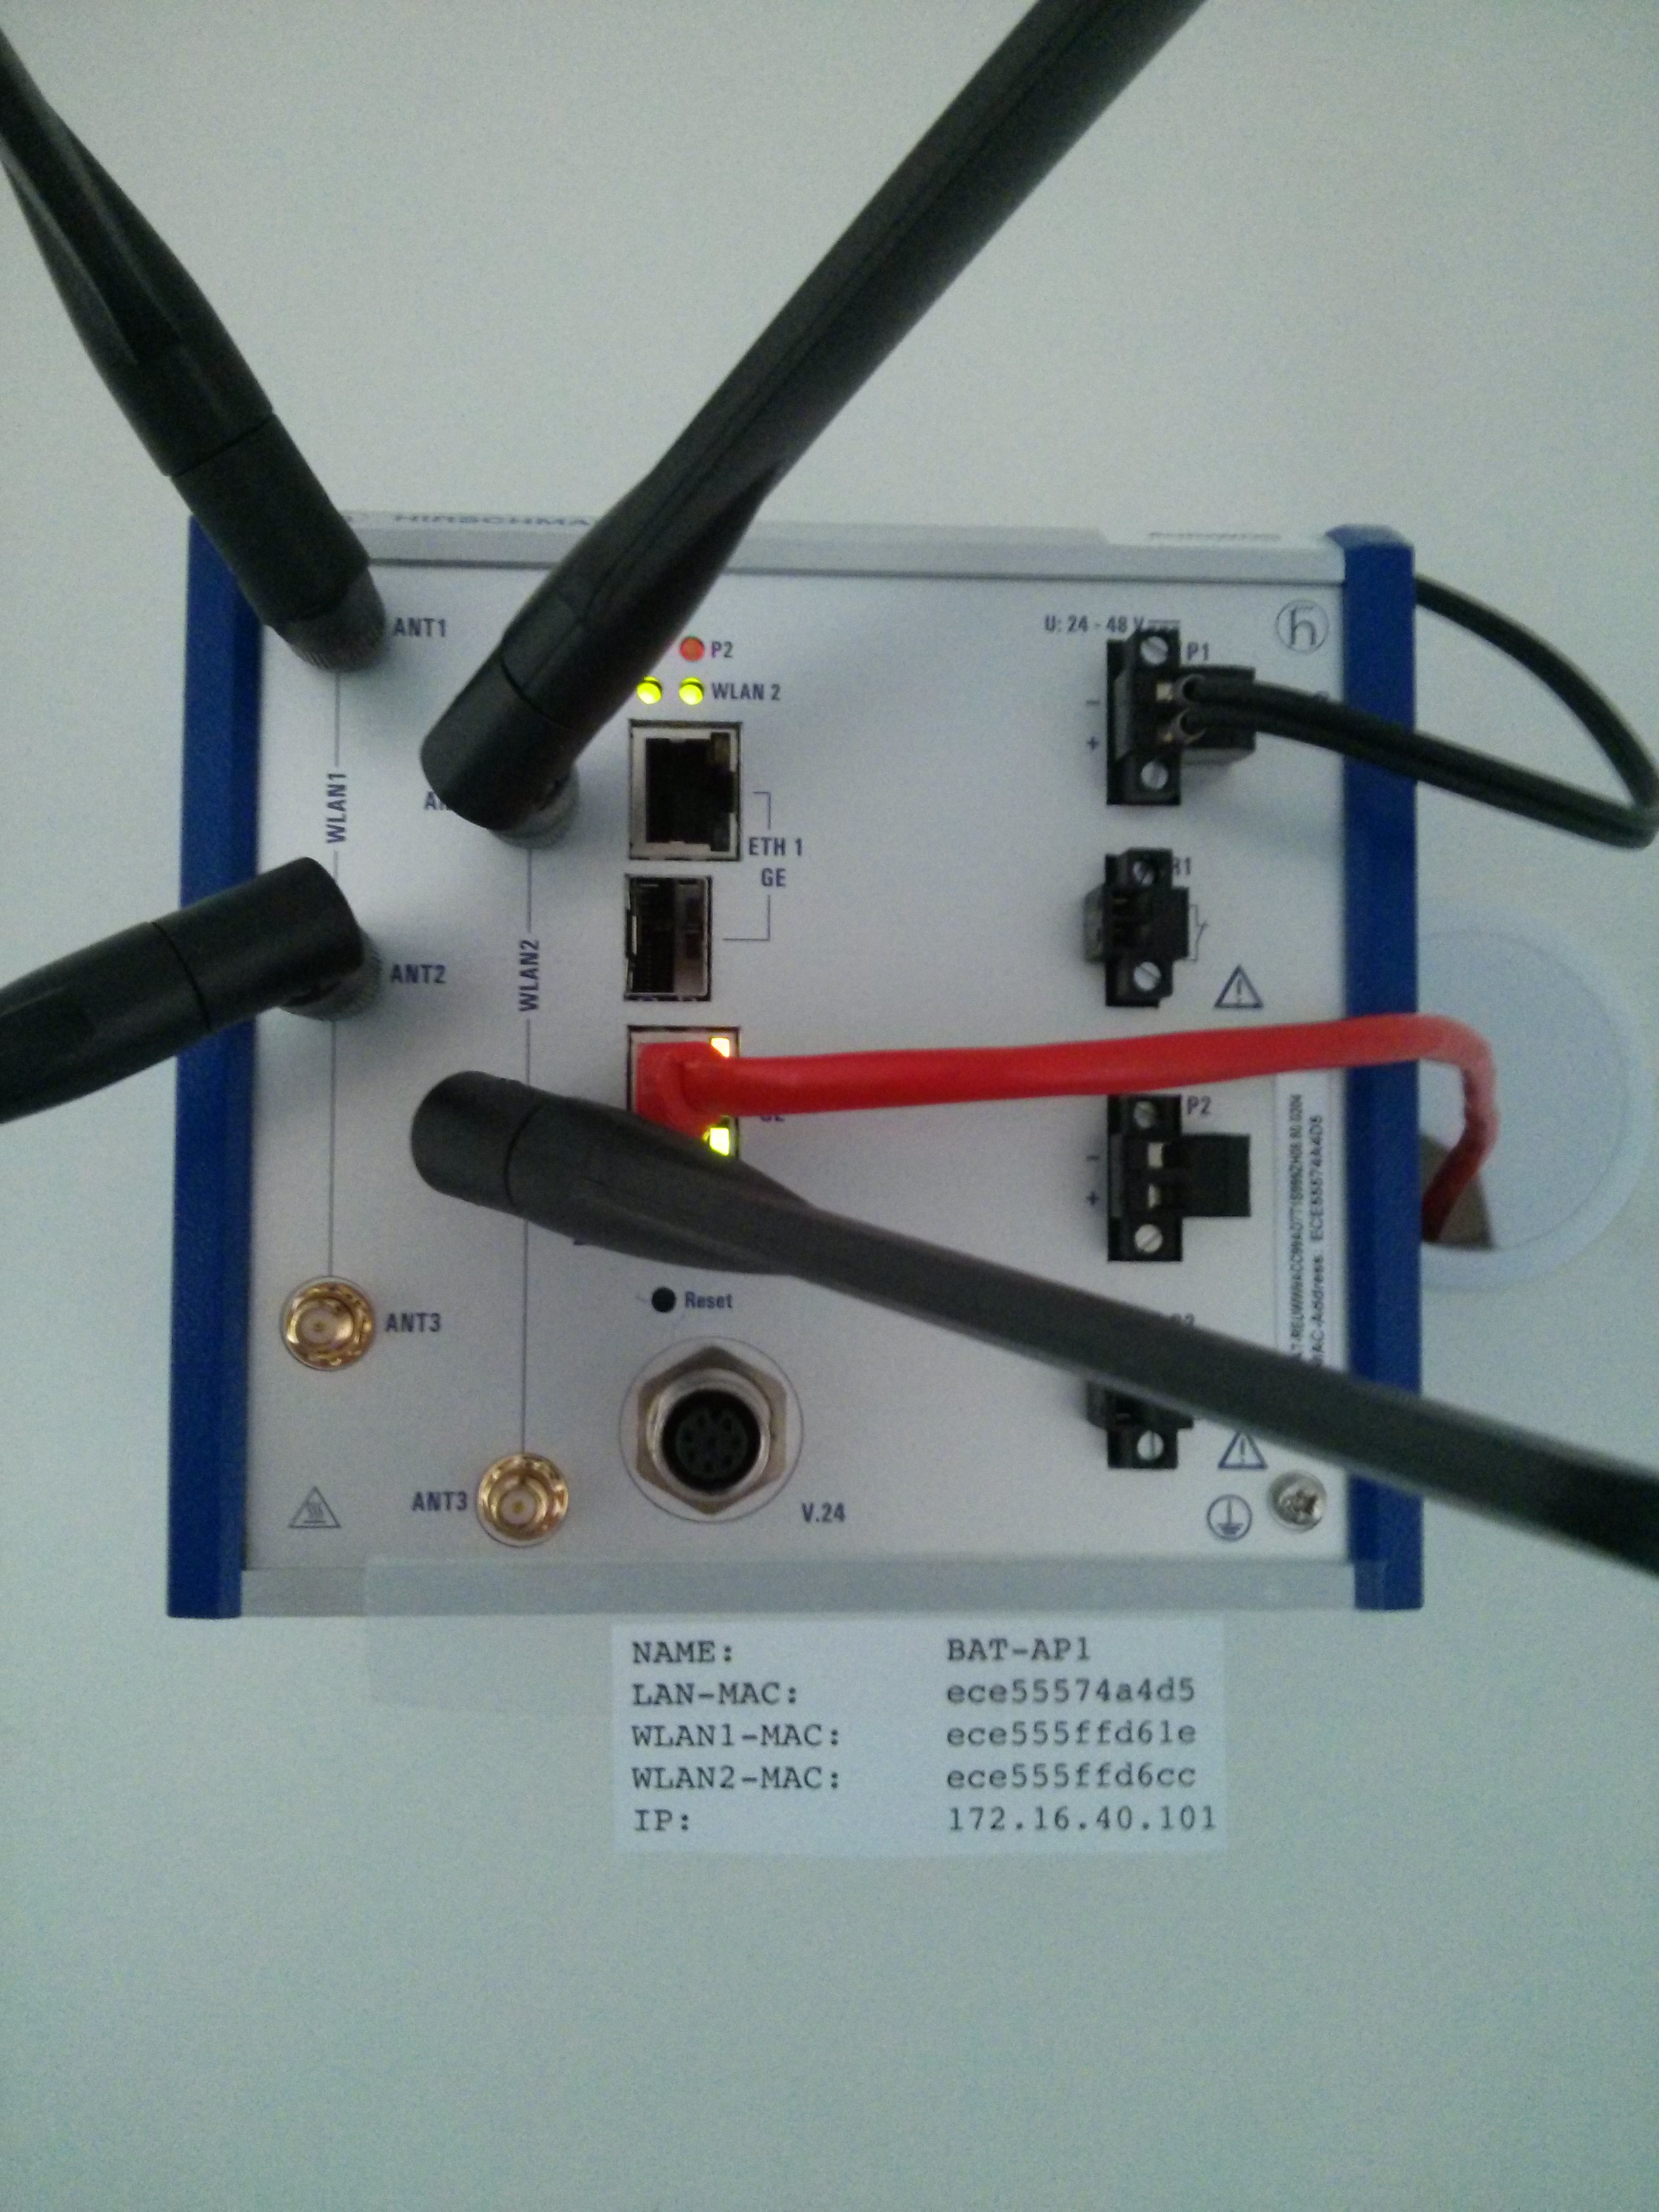 HIRSCHMA
ANT1
P2
WLAN 2
U: 24 - 48 V
P1
-
+
WLAN1
ETH 1
GE
R1
ANT2
WLAN2
P2
-
+
MAC-Address: ECE55574A4D5
Reset
ANT3
ANT3
V.24
NAME: BAT-AP1
LAN-MAC: ece55574a4d5
WLAN1-MAC: ece555ffd61e
WLAN2-MAC: ece555ffd6cc
IP: 172.16.40.101